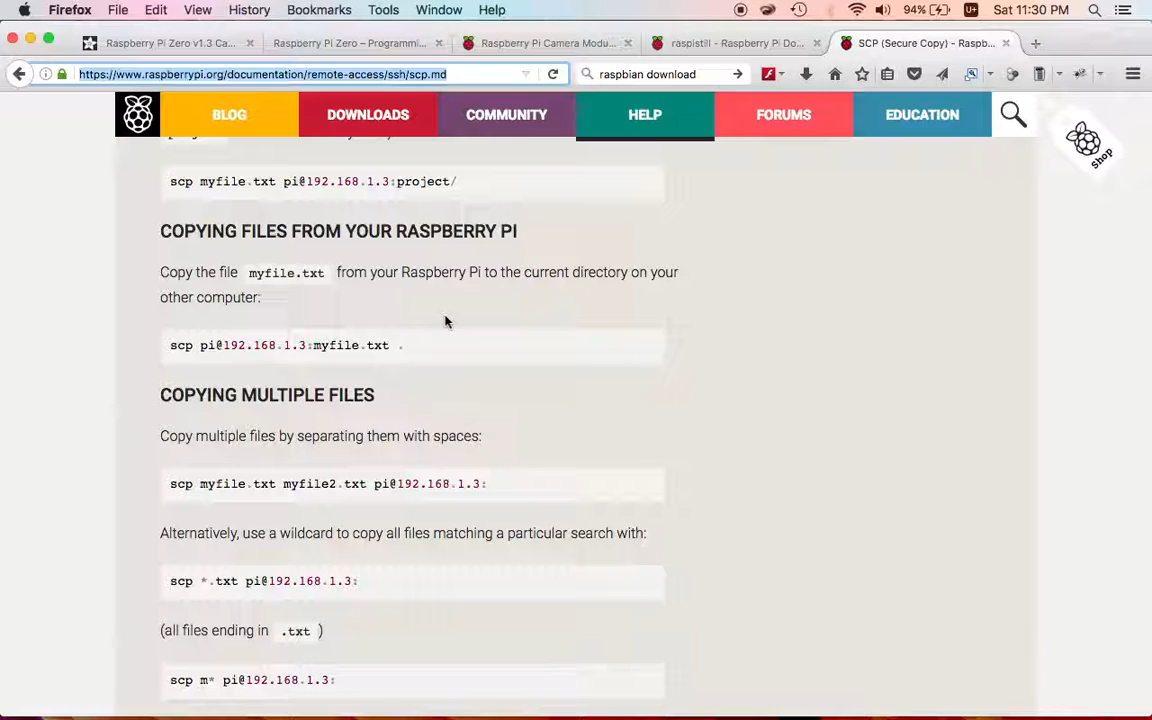 Firefox File Edit View History Bookmarks Tools Window Help 94% U+ Sat 11:30 PM
Raspberry Pi Zero v1.3 Ca... Raspberry Pi Zero – Programmi... Raspberry Pi Camera Modu... raspistill - Raspberry Pi Do... SCP (Secure Copy) - Raspb...
https://www.raspberrypi.org/documentation/remote-access/ssh/scp.md raspbian download
BLOG DOWNLOADS COMMUNITY HELP FORUMS EDUCATION
shop
scp myfile.txt pi@192.168.1.3:project/
COPYING FILES FROM YOUR RASPBERRY PI
Copy the file myfile.txt from your Raspberry Pi to the current directory on your
other computer:
scp pi@192.168.1.3:myfile.txt .
COPYING MULTIPLE FILES
Copy multiple files by separating them with spaces:
scp myfile.txt myfile2.txt pi@192.168.1.3:
Alternatively, use a wildcard to copy all files matching a particular search with:
scp *.txt pi@192.168.1.3:
(all files ending in .txt )
scp m* pi@192.168.1.3: